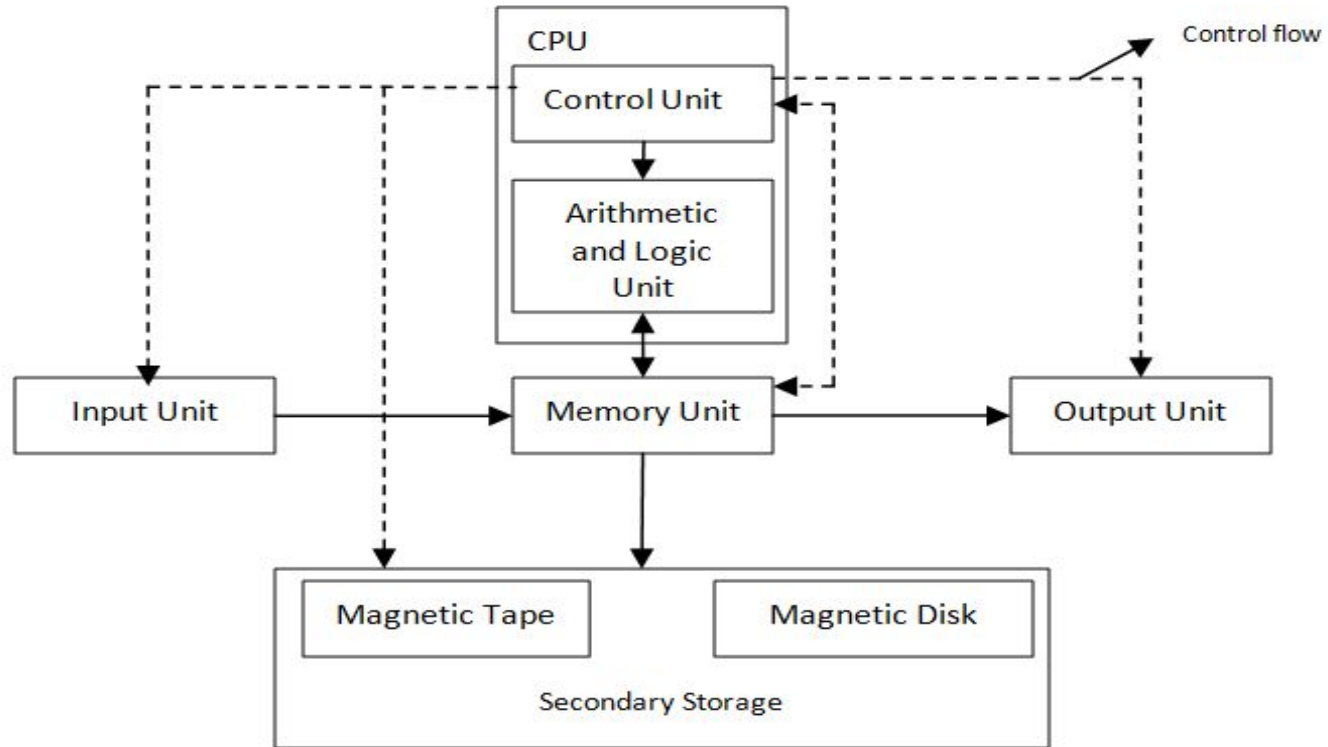 CPU
Control flow
Control Unit
Arithmetic
and Logic
Unit
Input Unit
Memory Unit
Output Unit
Magnetic Tape
Magnetic Disk
Secondary Storage